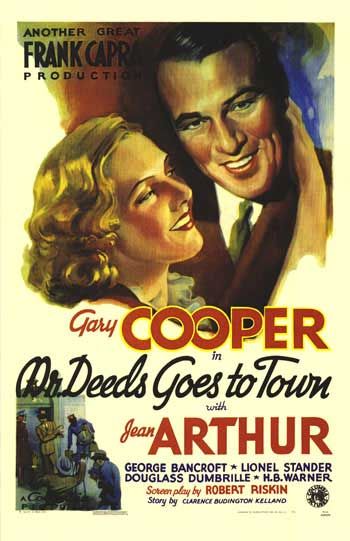 ANOTHER GREAT
FRANK CAPRA
PRODUCTION
Gary COOPER
in
Mr. Deeds Goes to Town
with
Jean ARTHUR
GEORGE BANCROFT ★ LIONEL STANDER
DOUGLASS DUMBRILLE ★ H.B. WARNER
Screen play by ROBERT RISKIN
Story by CLARENCE BUDINGTON KELLAND